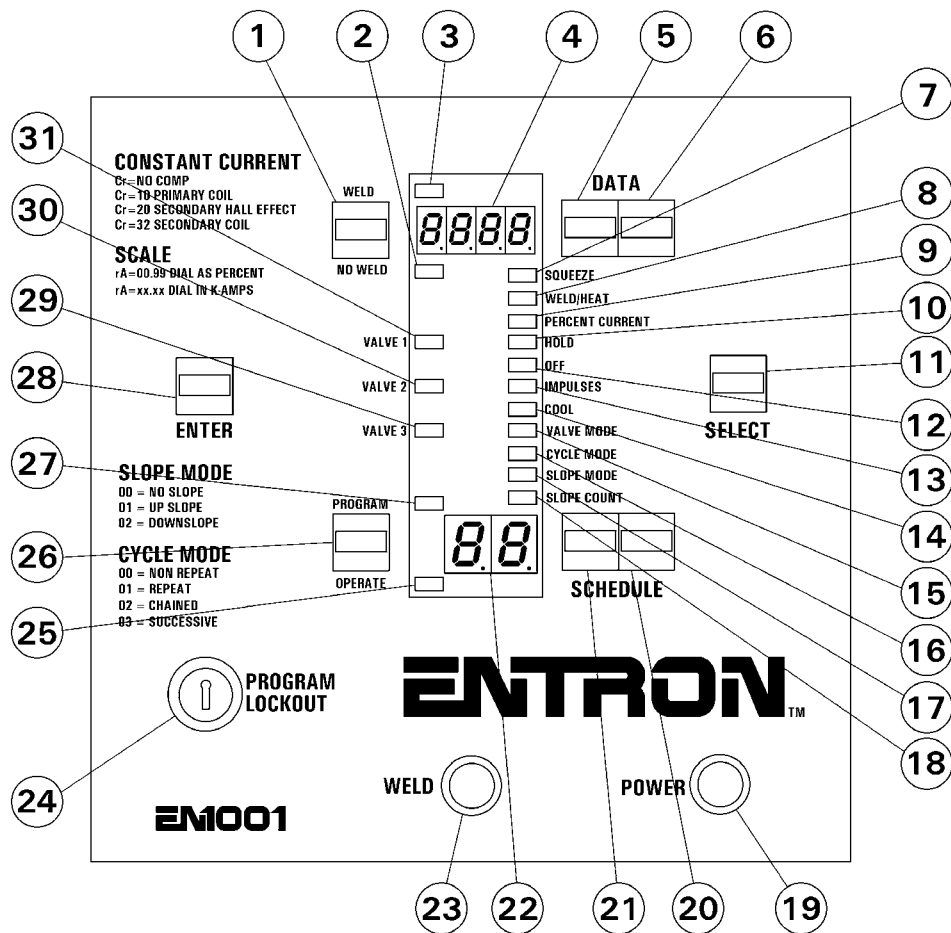 1
2
3
4
5
6
7
8
9
10
11
12
13
14
15
16
17
18
19
20
21
22
23
24
25
26
27
28
29
30
31
CONSTANT CURRENT
Cr=NO COMP
Cr=10 PRIMARY COIL
Cr=20 SECONDARY HALL EFFECT
Cr=32 SECONDARY COIL
SCALE
rA=00.99 DIAL AS PERCENT
rA=xx.xx DIAL IN K.AMPS
WELD
NO WELD
8.8.8.8.
DATA
SQUEEZE
WELD/HEAT
PERCENT CURRENT
HOLD
OFF
IMPULSES
COOL
VALVE MODE
CYCLE MODE
SLOPE MODE
SLOPE COUNT
VALVE 1
VALVE 2
VALVE 3
ENTER
SELECT
SLOPE MODE
00 = NO SLOPE
01 = UP SLOPE
02 = DOWNSLOPE
CYCLE MODE
00 = NON REPEAT
01 = REPEAT
02 = CHAINED
03 = SUCCESSIVE
PROGRAM
OPERATE
8.8.
SCHEDULE
PROGRAM
LOCKOUT
ENTRON TM
WELD
POWER
EN1001